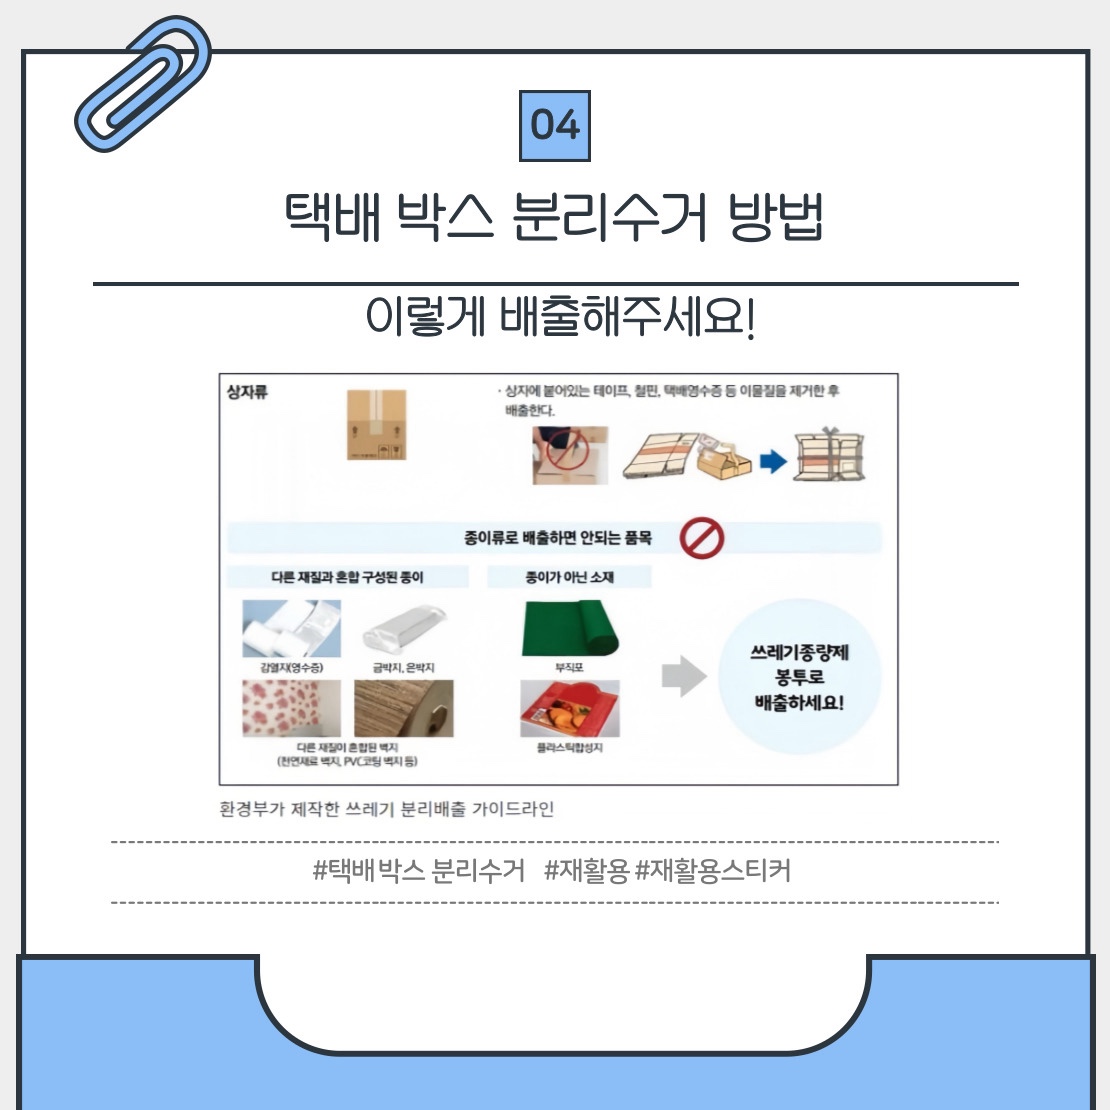 04
택배 박스 분리수거 방법
이렇게 배출해주세요!
상자류
· 상자에 붙어있는 테이프, 철핀, 택배영수증 등 이물질을 제거한 후
배출한다.
종이류로 배출하면 안되는 품목
다른 재질과 혼합 구성된 종이
종이가 아닌 소재
감열지(영수증)
금박지, 은박지
부직포
다른 재질이 혼합된 벽지
(천연재료 벽지, PVC코팅 벽지 등)
플라스틱합성지
쓰레기종량제
봉투로
배출하세요!
환경부가 제작한 쓰레기 분리배출 가이드라인
#택배박스 분리수거 #재활용 #재활용스티커